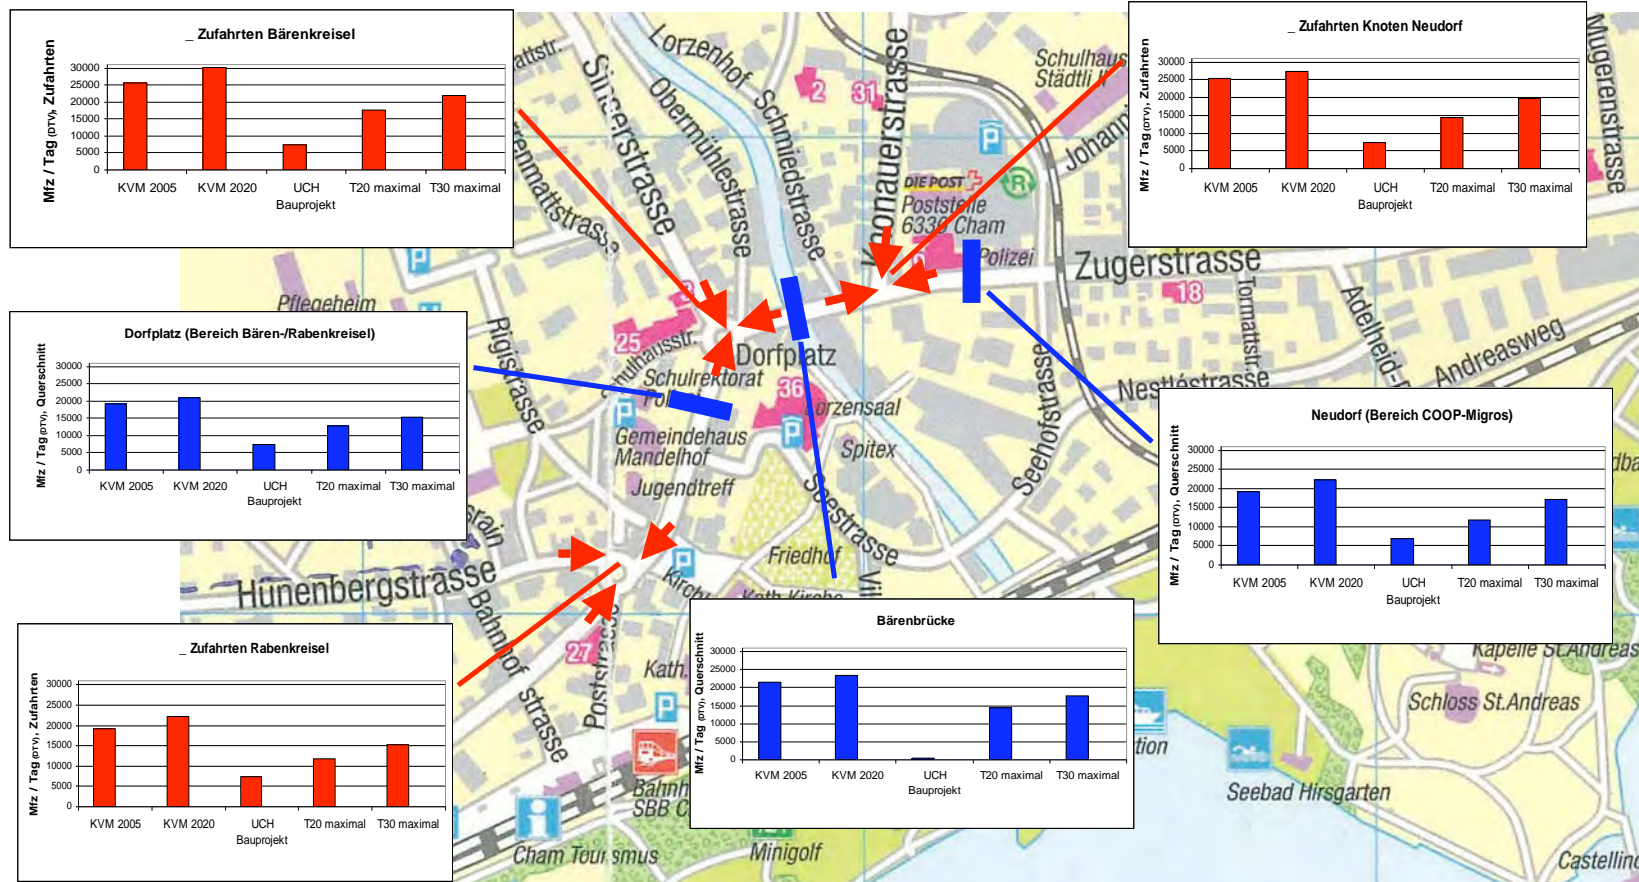 _ Zufahrten Bärenkreisel
Mfz / Tag (DTV), Zufahrten
30000
25000
20000
15000
10000
5000
0
KVM 2005 KVM 2020 UCH T20 maximal T30 maximal
Bauprojekt
_ Zufahrten Knoten Neudorf
Mfz / Tag (DTV), Zufahrten
30000
25000
20000
15000
10000
5000
0
KVM 2005 KVM 2020 UCH T20 maximal T30 maximal
Bauprojekt
Lorzenhof
Sinserstrasse
Obermühlestrasse
Schmiedstrasse
Knonauerstrasse
2
31
Schulhaus
Städtli II
Mugerenstrasse
DIE POST
Poststelle
6330 Cham
P
R
Polizei
Zugerstrasse
18
Tormattstr.
Andreasweg
Nestléstrasse
Seehofstrasse
Pflegeheim
P
Rigistrasse
25
Dorfplatz
Schulrektorat
36
Lorzensaal
P
P
Gemeindehaus
Mandelhof
Spitex
Jugendtreff
Seestrasse
Friedhof
P
Hünenbergstrasse
Dorfplatz (Bereich Bären-/Rabenkreisel)
Mfz / Tag (DTV), Querschnitt
30000
25000
20000
15000
10000
5000
0
KVM 2005 KVM 2020 UCH T20 maximal T30 maximal
Bauprojekt
Neudorf (Bereich COOP-Migros)
Mfz / Tag (DTV), Querschnitt
30000
25000
20000
15000
10000
5000
0
KVM 2005 KVM 2020 UCH T20 maximal T30 maximal
Bauprojekt
Bahnhof strasse
27
Poststrasse
Kath.
P
_ Zufahrten Rabenkreisel
Mfz / Tag (DTV), Zufahrten
30000
25000
20000
15000
10000
5000
0
KVM 2005 KVM 2020 UCH T20 maximal T30 maximal
Bauprojekt
Bärenbrücke
Mfz / Tag (DTV), Querschnitt
30000
25000
20000
15000
10000
5000
0
KVM 2005 KVM 2020 UCH T20 maximal T30 maximal
Bauprojekt
Kapelle St.Andreas
Schloss St.Andreas
Seebad Hirsgarten
Minigolf